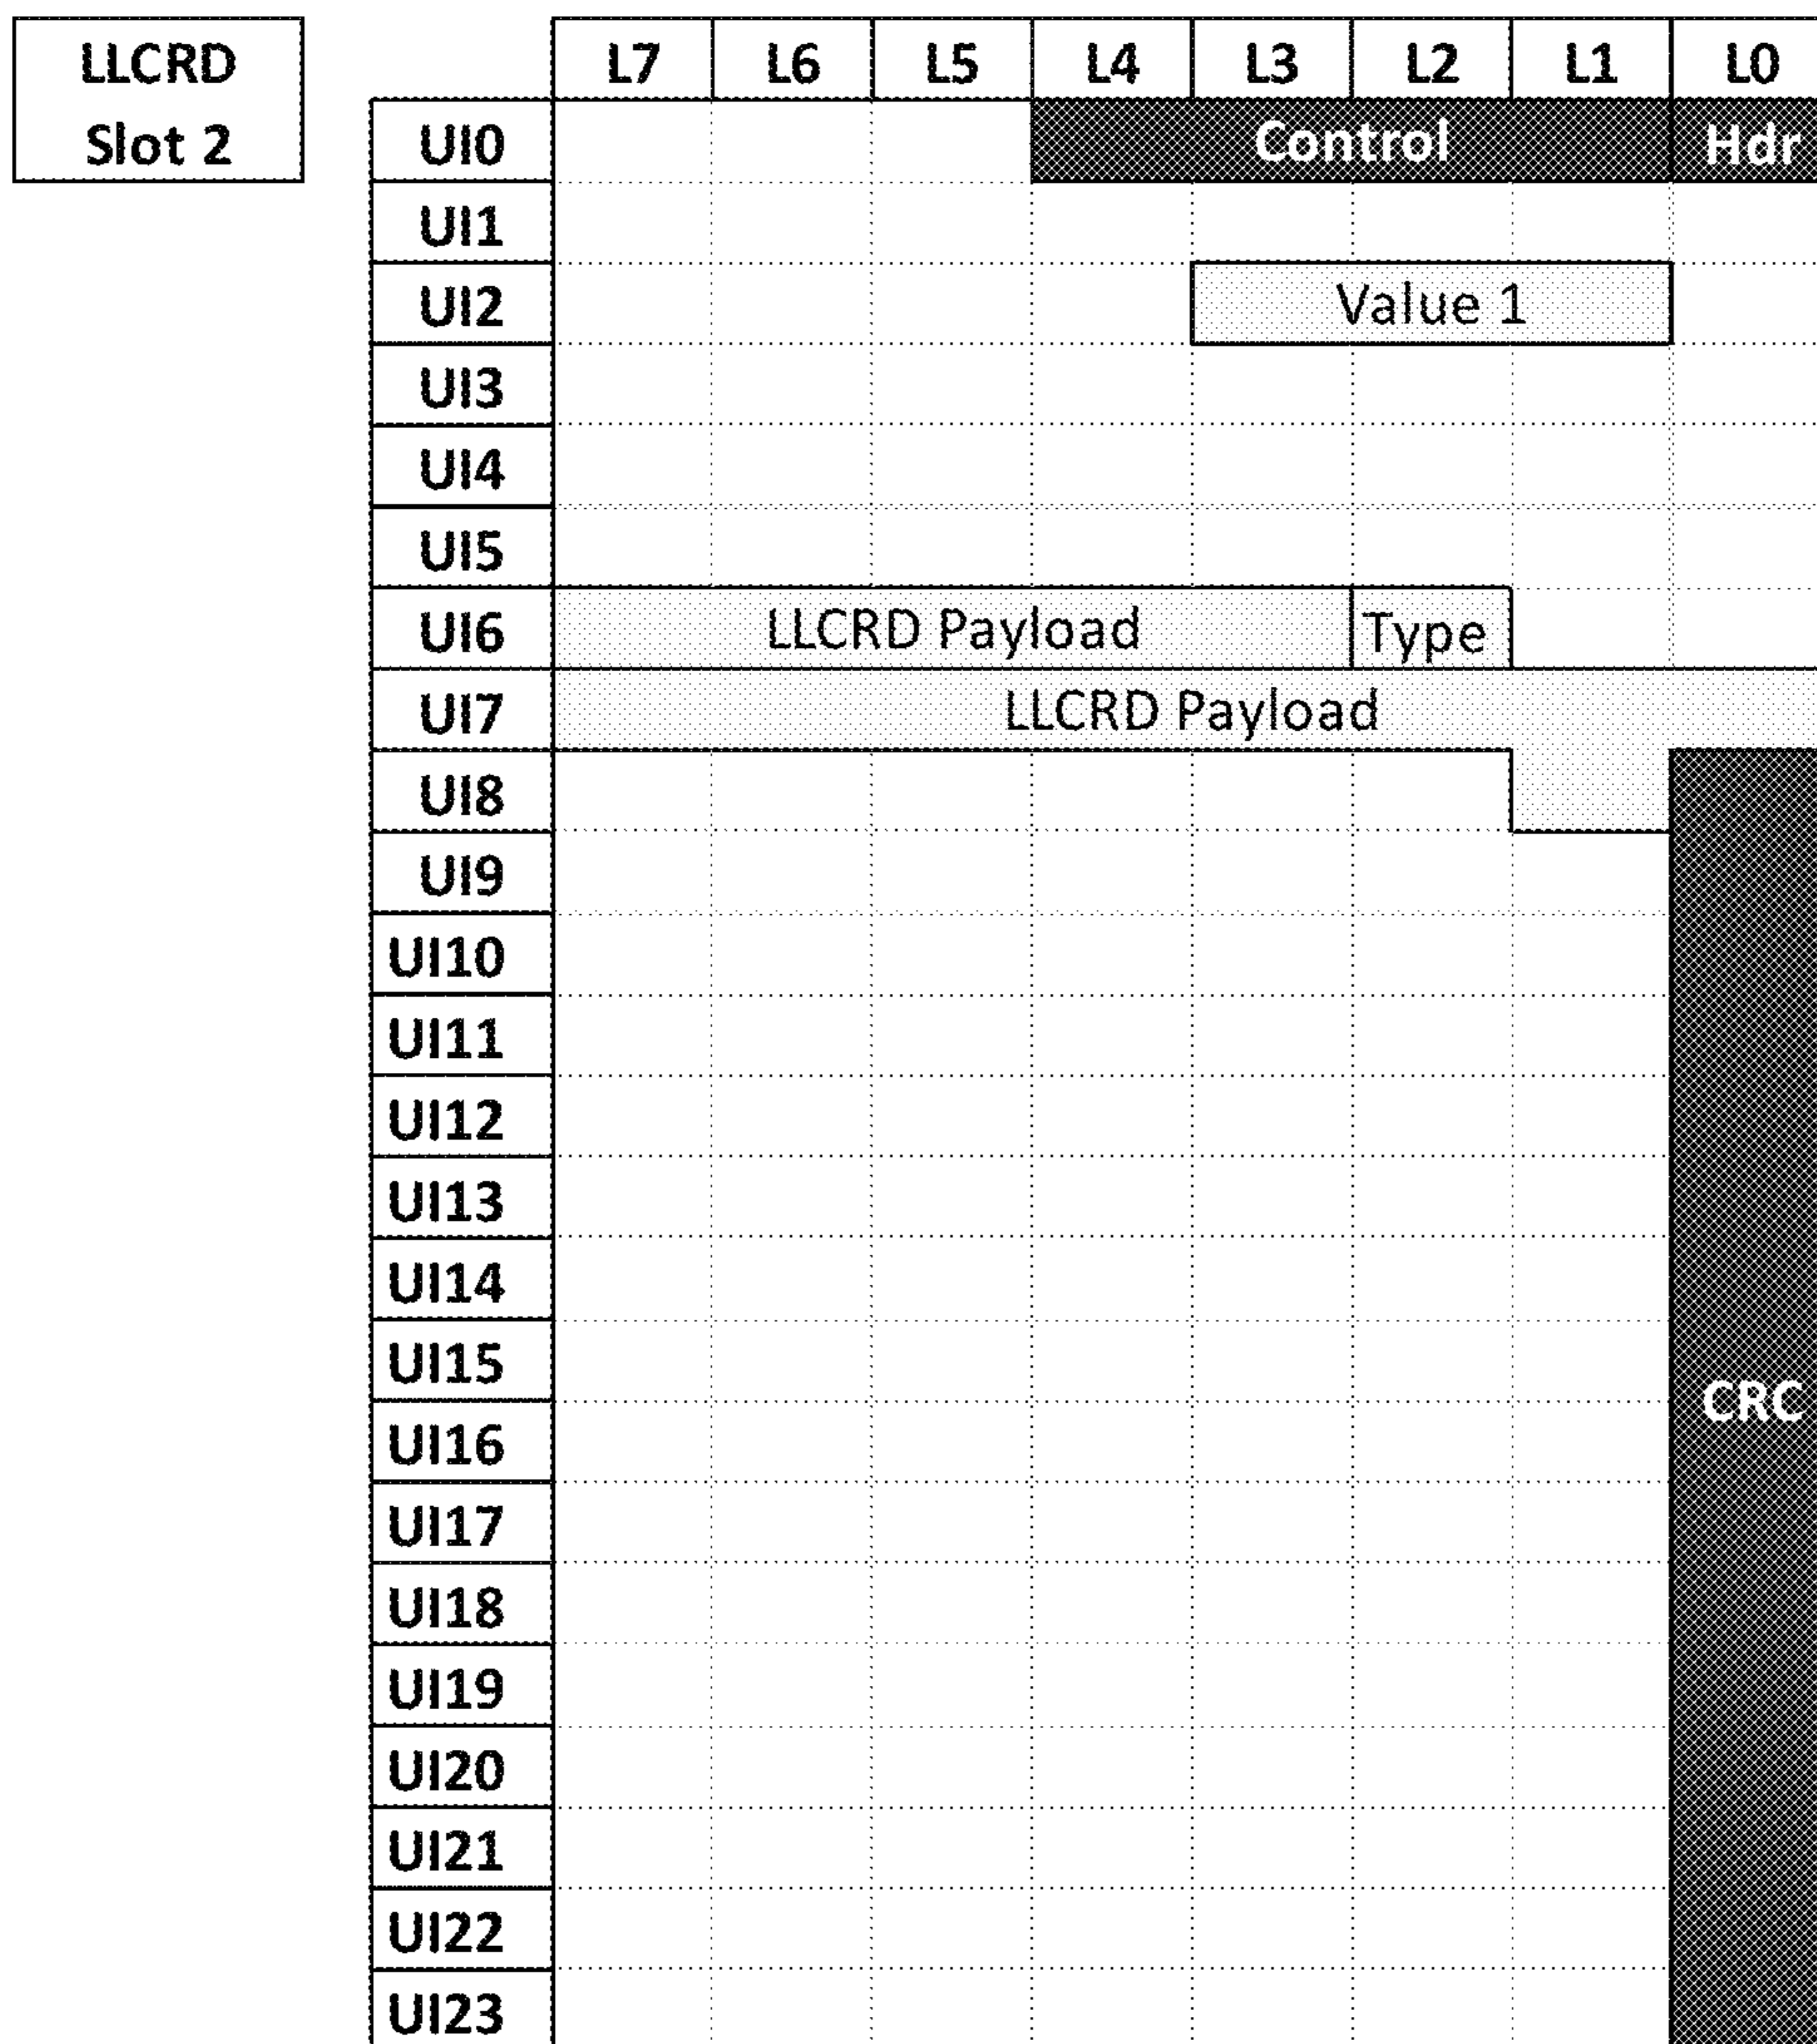 LLCRD
Slot 2
L7 L6 L5 L4 L3 L2 L1 L0
UI0 Control Hdr
UI1
UI2 Value 1
UI3
UI4
UI5
UI6 LLCRD Payload Type
UI7 LLCRD Payload
UI8
UI9
UI10
UI11
UI12
UI13
UI14
UI15
CRC
UI16
UI17
UI18
UI19
UI20
UI21
UI22
UI23